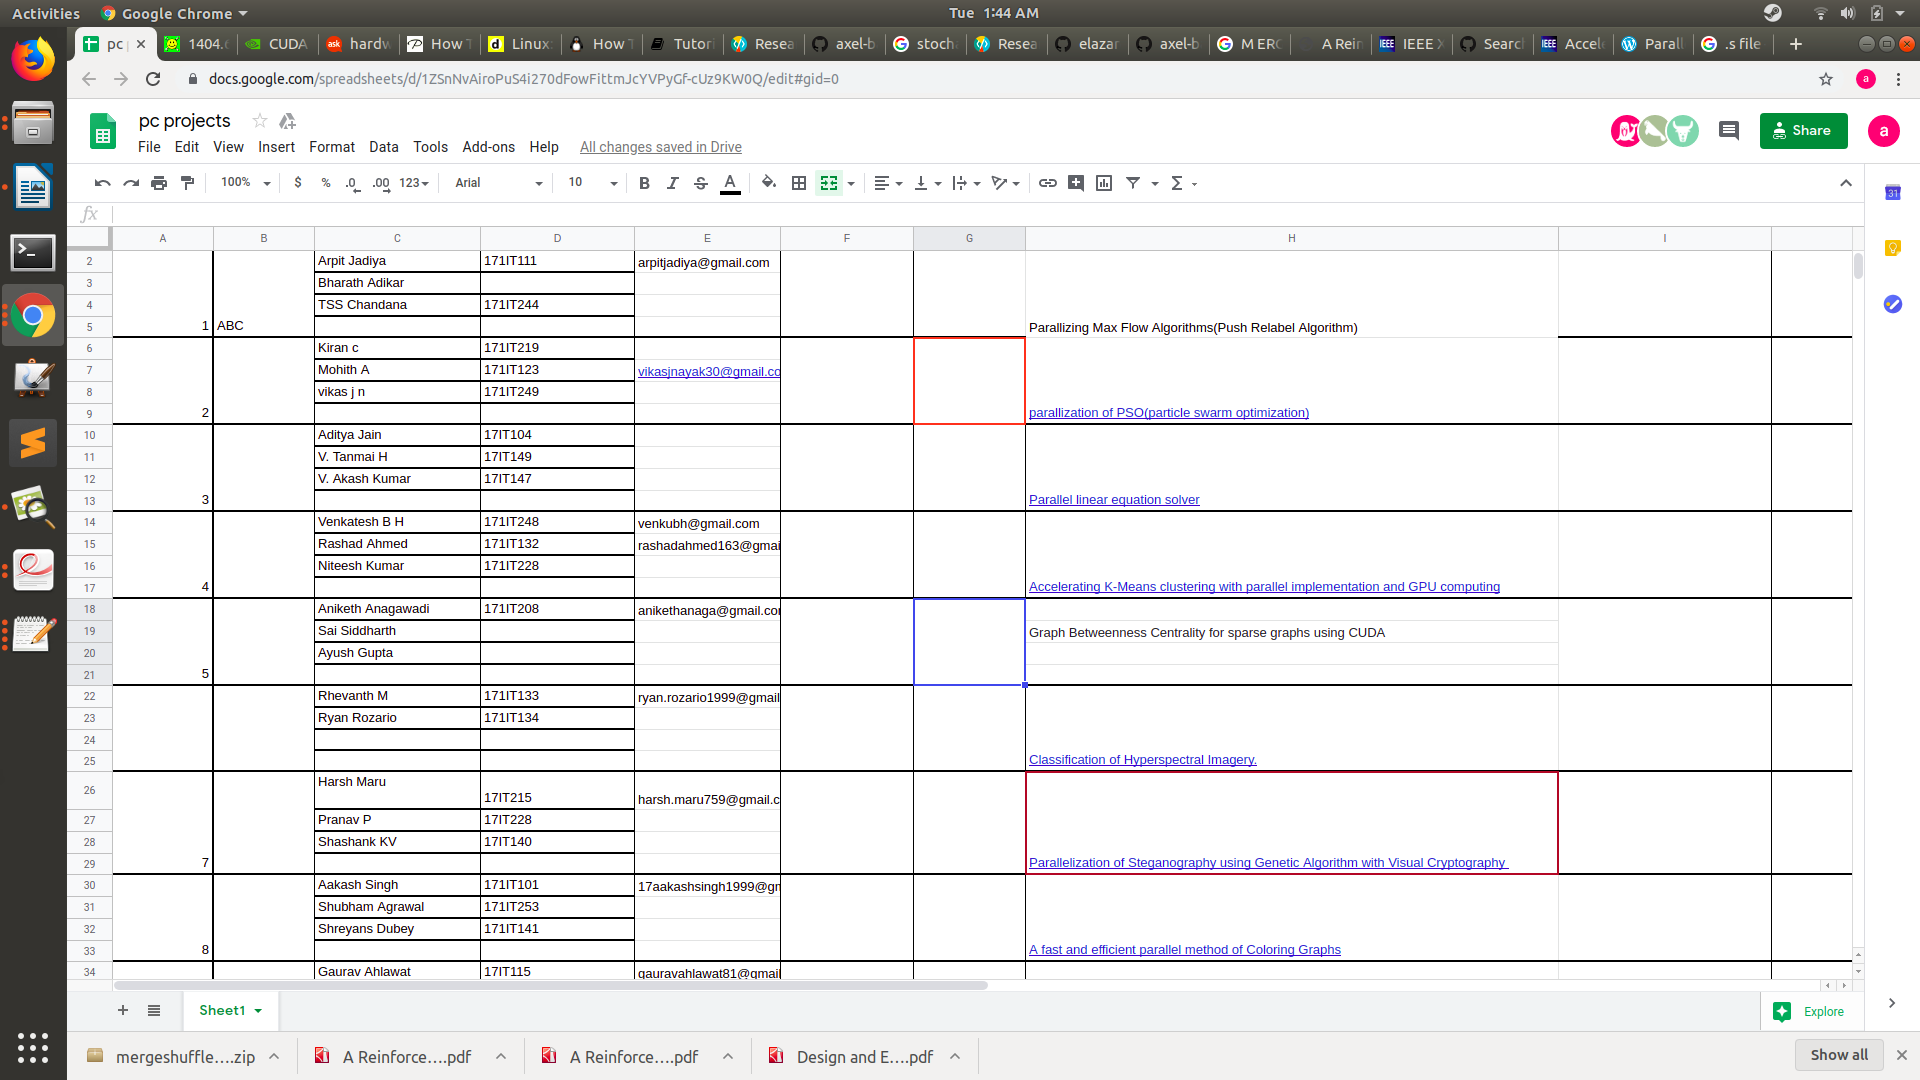 Activities Google Chrome Tue 1:44 AM
pc 1404. CUDA hardw How T Linux How T Tutor Resea axel-b stoch Resea elazar axel-b M ERC A Rein IEEE X Searc Accel Parall .s file
docs.google.com/spreadsheets/d/1ZSnNvAiroPuS4i270dFowFittmJcYVPyGf-cUz9KW0Q/edit#gid=0 a
pc projects
File Edit View Insert Format Data Tools Add-ons Help All changes saved in Drive
Share a
100% $ % .0 .00 123 Arial 10 B I S A
fx
A B C D E F G H I
2 Arpit Jadiya 171IT111 arpitjadiya@gmail.com
3 Bharath Adikar
4 TSS Chandana 171IT244
5 1 ABC Parallizing Max Flow Algorithms(Push Relabel Algorithm)
6 Kiran c 171IT219
7 Mohith A 171IT123 vikasjnayak30@gmail.co
8 vikas j n 171IT249
9 2 parallization of PSO(particle swarm optimization)
10 Aditya Jain 17IT104
11 V. Tanmai H 17IT149
12 V. Akash Kumar 17IT147
13 3 Parallel linear equation solver
14 Venkatesh B H 171IT248 venkubh@gmail.com
15 Rashad Ahmed 171IT132 rashadahmed163@gmai
16 Niteesh Kumar 171IT228
17 4 Accelerating K-Means clustering with parallel implementation and GPU computing
18 Aniketh Anagawadi 171IT208 anikethanaga@gmail.con
19 Sai Siddharth Graph Betweenness Centrality for sparse graphs using CUDA
20 Ayush Gupta
21 5
22 Rhevanth M 171IT133 ryan.rozario1999@gmail
23 Ryan Rozario 171IT134
24
25 Classification of Hyperspectral Imagery.
26 Harsh Maru 17IT215 harsh.maru759@gmail.c
27 Pranav P 17IT228
28 Shashank KV 17IT140
29 7 Parallelization of Steganography using Genetic Algorithm with Visual Cryptography
30 Aakash Singh 171IT101 17aakashsingh1999@gm
31 Shubham Agrawal 171IT253
32 Shreyans Dubey 171IT141
33 8 A fast and efficient parallel method of Coloring Graphs
34 Gaurav Ahlawat 17IT115 gauravahlawat81@gmail
Sheet1 Explore
mergeshuffle....zip A Reinforce....pdf A Reinforce....pdf Design and E....pdf Show all